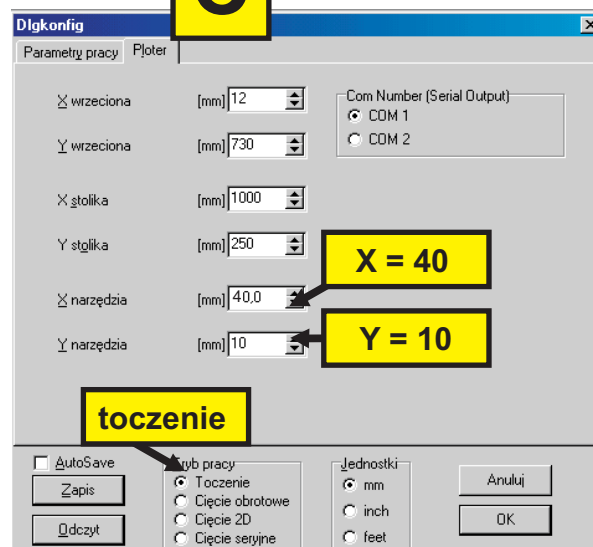 DIgkonfig
Parametry pracy Ploter
X wrzeciona [mm] 12
Y wrzeciona [mm] 730
X stolika [mm] 1000
Y stolika [mm] 250
X narzędzia [mm] 40,0
Y narzędzia [mm] 10
Com Number (Serial Output)
COM 1
COM 2
X = 40
Y = 10
toczenie
AutoSave
Zapis
Odczyt
pracy
Toczenie
Cięcie obrotowe
Cięcie 2D
Cięcie seryjne
Jednostki
mm
inch
feet
Anuluj
OK